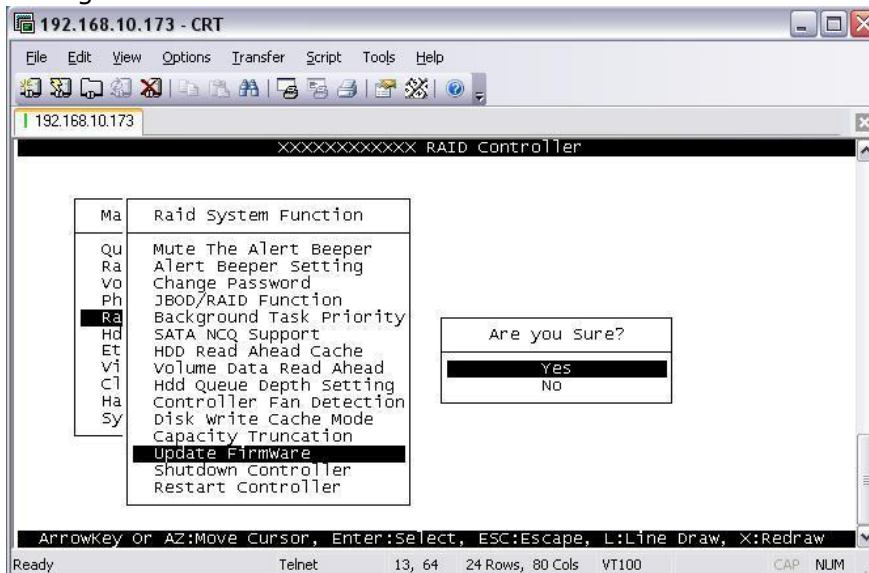 192.168.10.173 - CRT
File Edit View Options Transfer Script Tools Help
192.168.10.173
XXXXXXXXXXXX RAID Controller
Ma
Qu
Ra
Vo
Ph
Ra
Hd
Et
Vi
Cl
Ha
Sy
Raid System Function
Mute The Alert Beeper
Alert Beeper Setting
Change Password
JBOD/RAID Function
Background Task Priority
SATA NCQ Support
HDD Read Ahead Cache
Volume Data Read Ahead
Hdd Queue Depth Setting
Controller Fan Detection
Disk Write Cache Mode
Capacity Truncation
Update FirmWare
Shutdown Controller
Restart Controller
Are you Sure?
Yes
No
ArrowKey Or AZ:Move Cursor, Enter:Select, ESC:Escape, L:Line Draw, X:Redraw
Ready Telnet 13, 64 24 Rows, 80 Cols VT100 CAP NUM